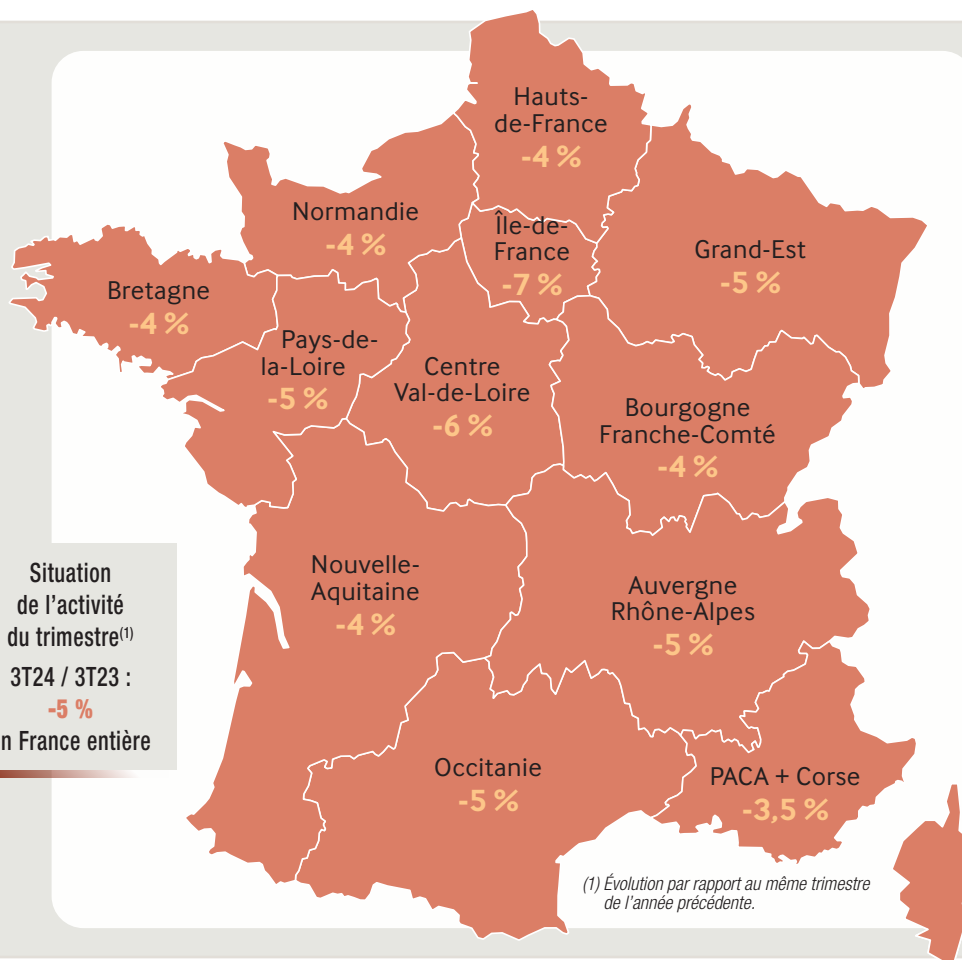 Hauts-
de-France
-4 %
Normandie
-4 %
Île-de-
France
-7 %
Grand-Est
-5 %
Bretagne
-4 %
Pays-de-
la-Loire
-5 %
Centre
Val-de-Loire
-6 %
Bourgogne
Franche-Comté
-4 %
Situation
de l'activité
du trimestre(1)
3T24 / 3T23 :
-5 %
n France entière
Nouvelle-
Aquitaine
-4 %
Auvergne
Rhône-Alpes
-5 %
Occitanie
-5 %
PACA + Corse
-3,5 %
(1) Évolution par rapport au même trimestre
de l'année précédente.